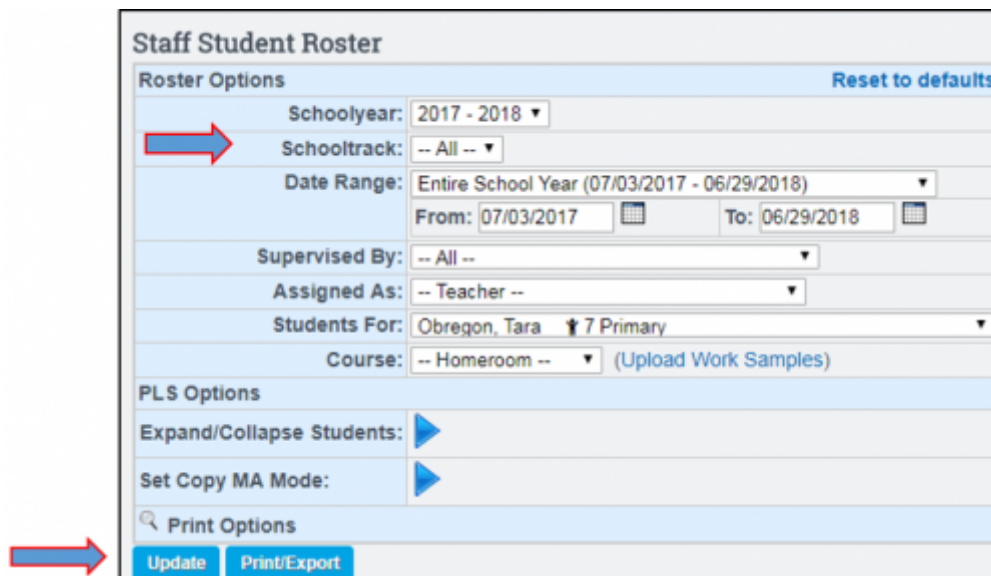 Staff Student Roster
Roster Options Reset to defaults
Schoolyear: 2017 - 2018
Schooltrack: -- All --
Date Range: Entire School Year (07/03/2017 - 06/29/2018)
From: 07/03/2017 To: 06/29/2018
Supervised By: -- All --
Assigned As: -- Teacher --
Students For: Obregon, Tara 7 Primary
Course: -- Homeroom -- (Upload Work Samples)
PLS Options
Expand/Collapse Students:
Set Copy MA Mode:
Print Options
Update Print/Export